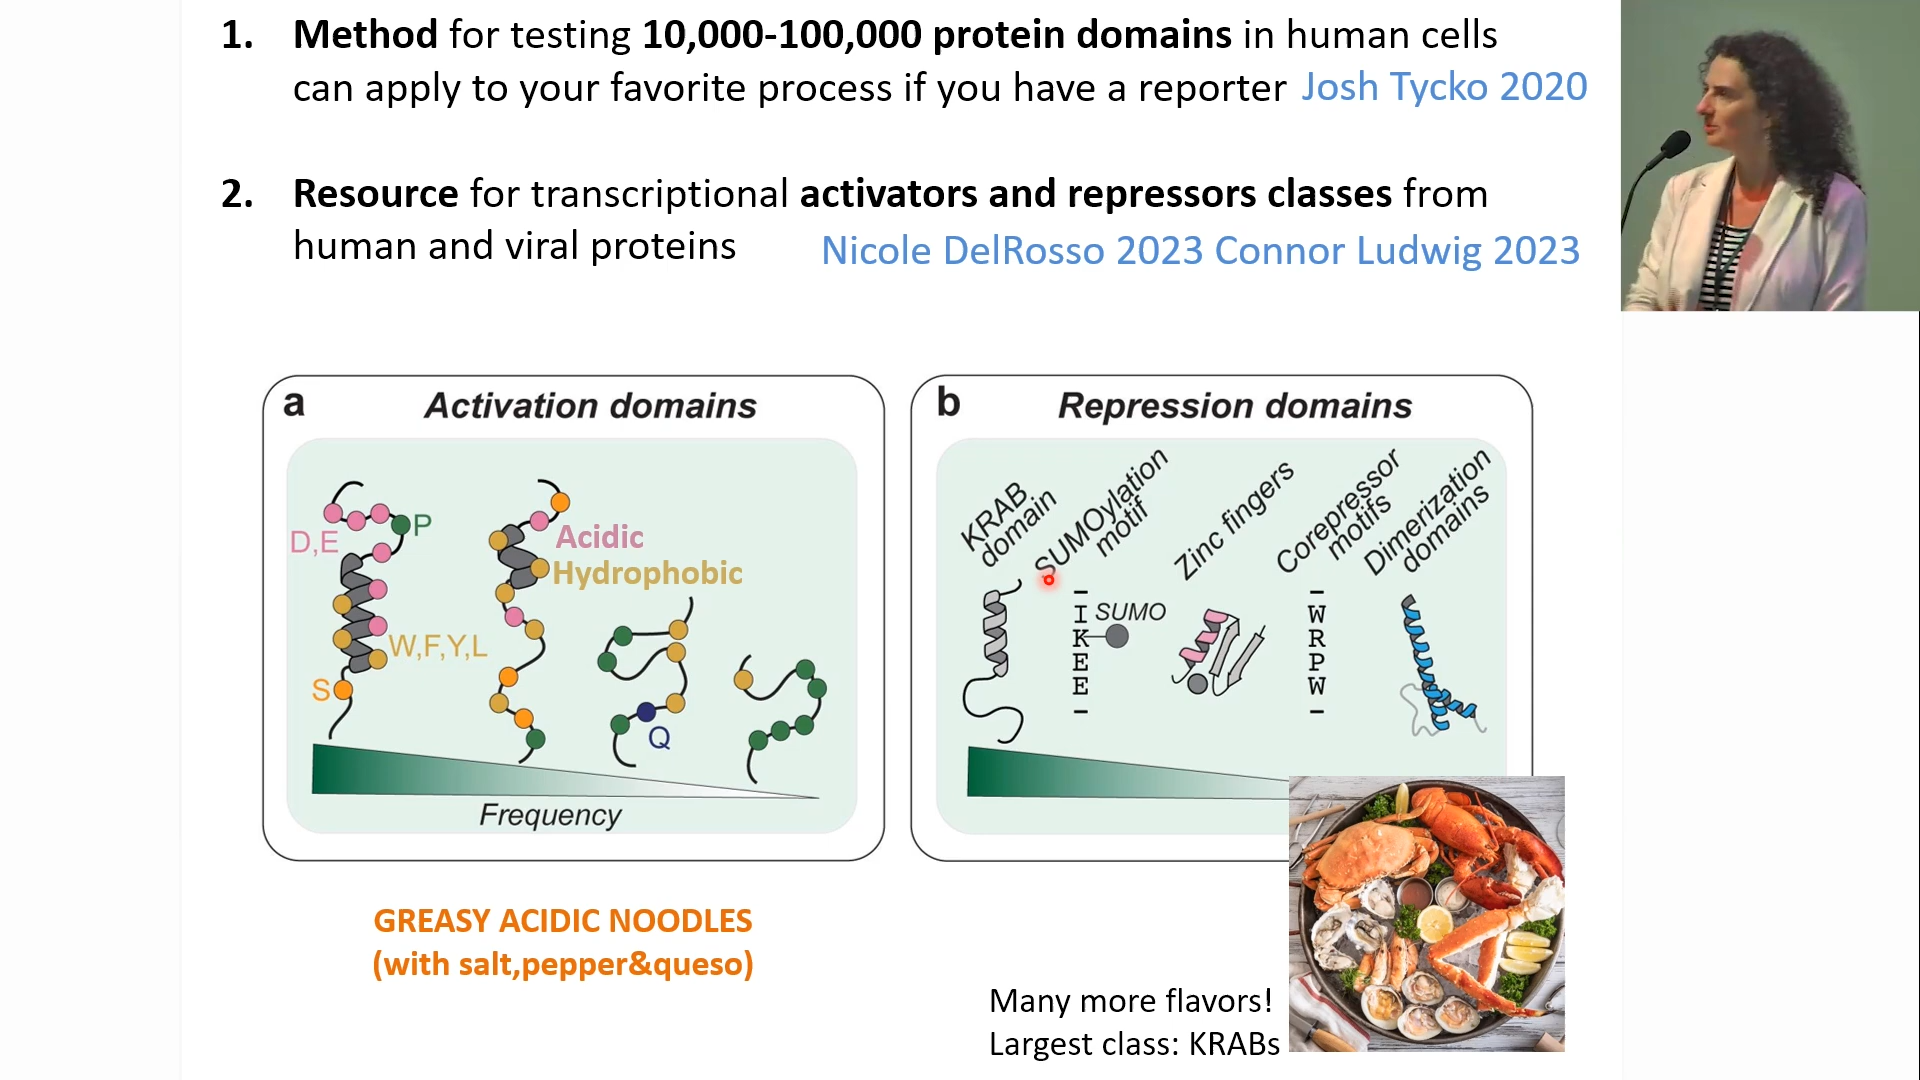 1. Method for testing 10,000-100,000 protein domains in human cells
can apply to your favorite process if you have a reporter Josh Tycko 2020
2. Resource for transcriptional activators and repressors classes from
human and viral proteins Nicole DelRosso 2023 Connor Ludwig 2023
a Activation domains
D,E
P
W,F,Y,L
S
Acidic
Hydrophobic
Q
Frequency
b Repression domains
KRAB
domain
SUMOylation
motif
Zinc fingers
Corepressor
motifs
Dimerization
domains
–
I
K
E
E
–
SUMO
–
W
R
P
W
–
GREASY ACIDIC NOODLES
(with salt,pepper&queso)
Many more flavors!
Largest class: KRABs